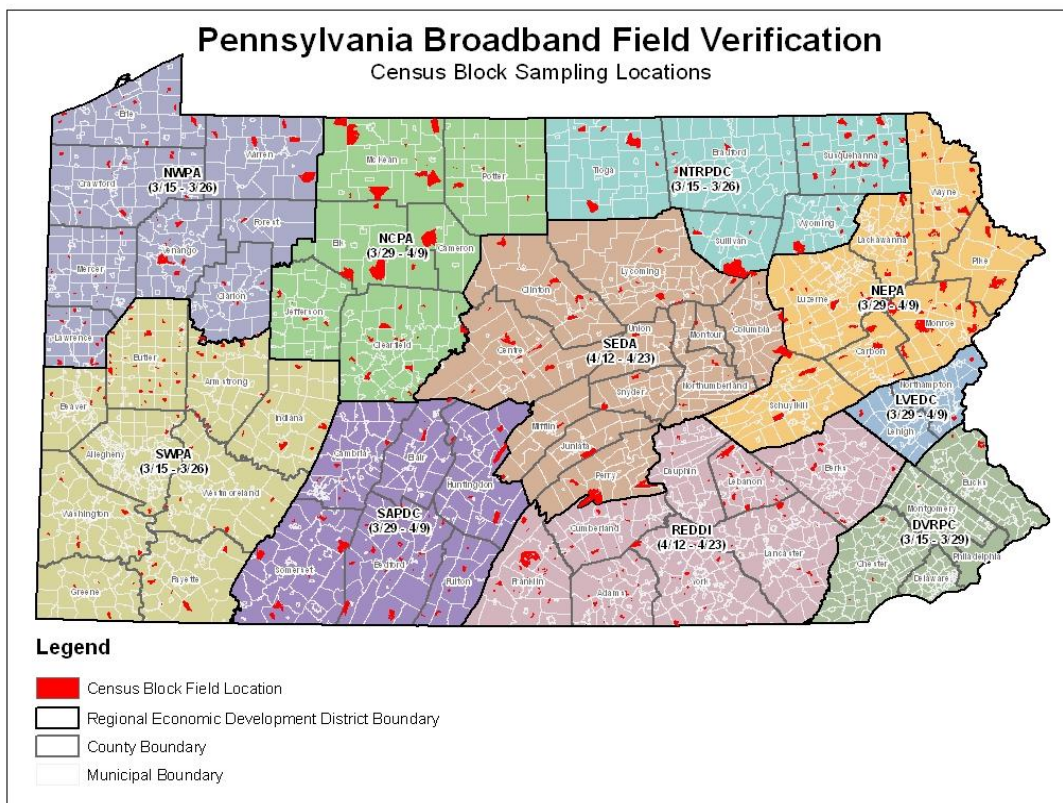 Pennsylvania Broadband Field Verification
Census Block Sampling Locations
Erie
Warren
McKean
Potter
Tioga
Bradford
Susquehanna
Wayne
Crawford
NWPA
(3/15 - 3/26)
NTRPDC
(3/15 - 3/26)
Forest
Elk
NCPA
(3/29 - 4/9)
Cameron
Sullivan
Wyoming
Lackawanna
Pike
Mercer
Venango
Clarion
Jefferson
Clearfield
Clinton
Lycoming
Luzerne
NEPA
(3/29 - 4/9)
Monroe
Lawrence
Butler
Armstrong
Centre
Union
Montour
Columbia
SEDA
(4/12 - 4/23)
Snyder
Northumberland
Carbon
Schuylkill
Northampton
LVEDC
(3/29 - 4/9)
Lehigh
Beaver
Indiana
Allegheny
SWPA
(3/15 - 3/26)
Westmoreland
Washington
Cambria
Blair
Huntingdon
Mifflin
Juniata
Perry
Dauphin
Lebanon
Berks
Bucks
Montgomery
SAPDC
(3/29 - 4/9)
Cumberland
REDDI
(4/12 - 4/23)
Lancaster
DVRPC
(3/15 - 3/29)
Chester
Philadelphia
Delaware
Greene
Fayette
Somerset
Bedford
Fulton
Franklin
Adams
York
Legend
Census Block Field Location
Regional Economic Development District Boundary
County Boundary
Municipal Boundary